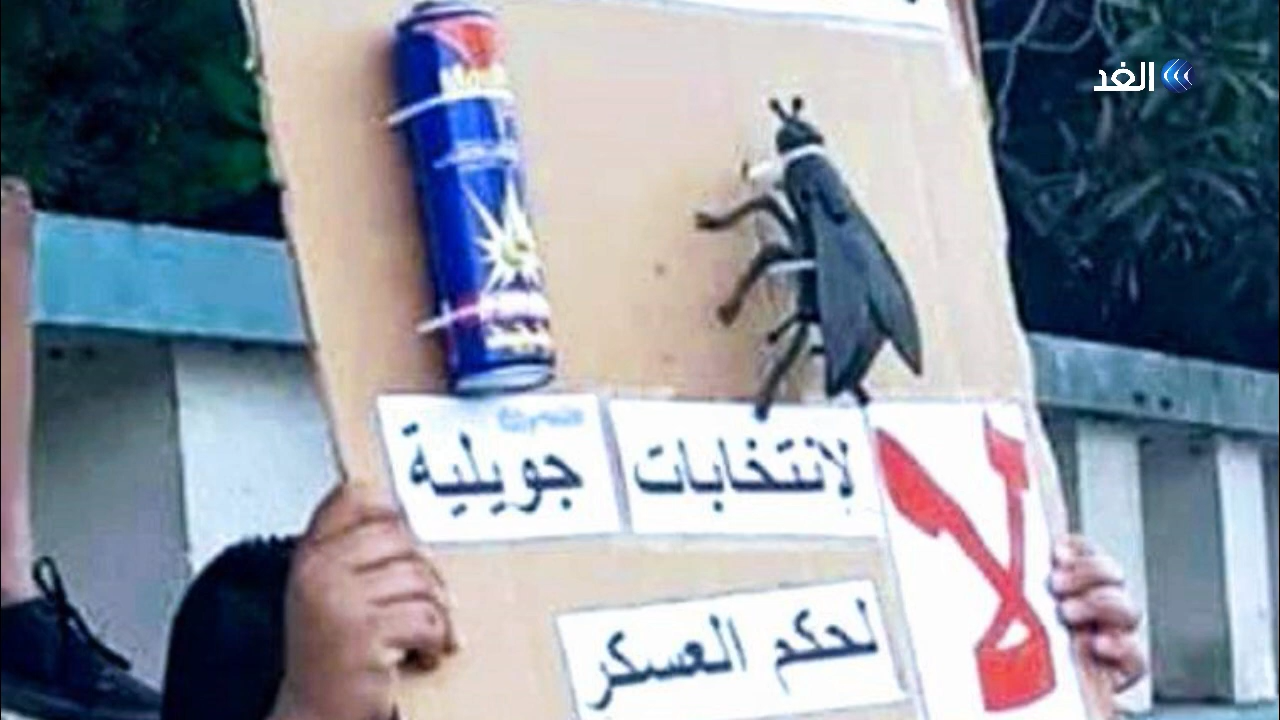 الغد
لا
لانتخابات جويلية
لحكم العسكر